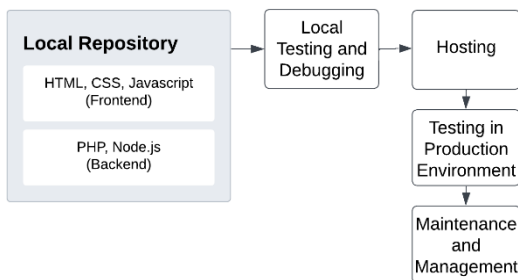 Local Repository
HTML, CSS, Javascript
(Frontend)
PHP, Node.js
(Backend)
Local
Testing and
Debugging
Hosting
Testing in
Production
Environment
Maintenance
and
Management